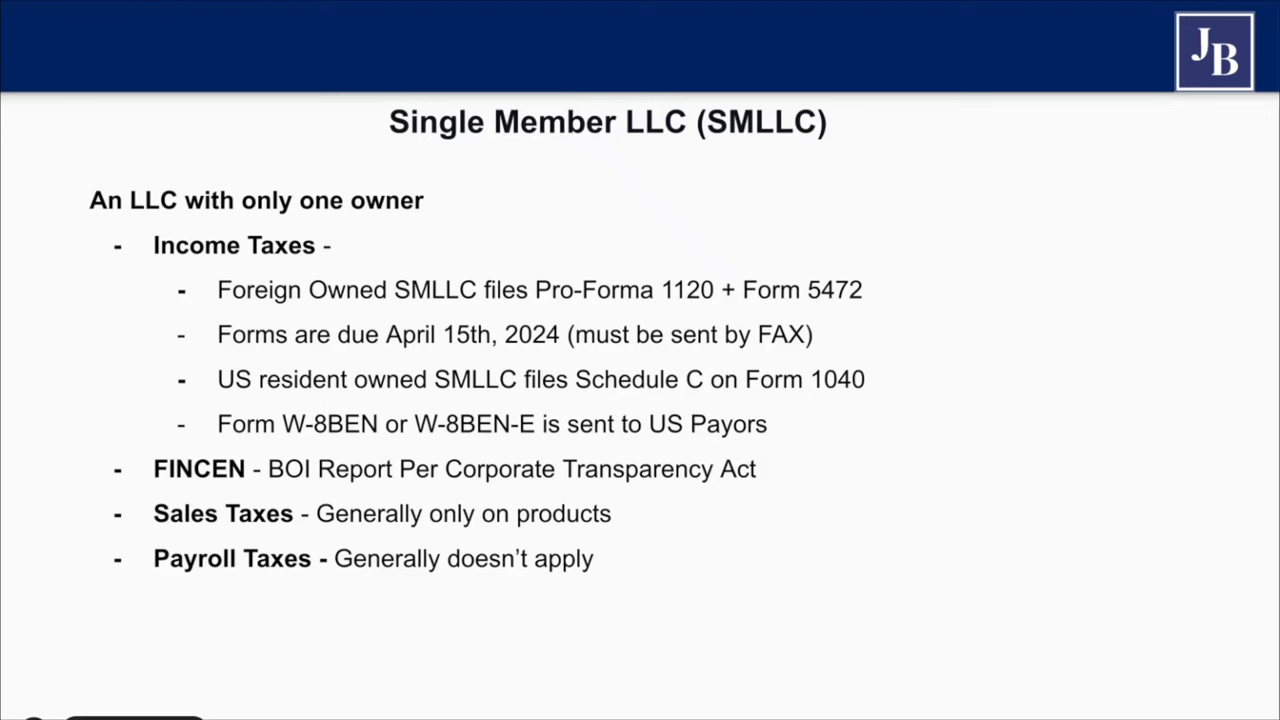 JB
Single Member LLC (SMLLC)
An LLC with only one owner
- Income Taxes -
- Foreign Owned SMLLC files Pro-Forma 1120 + Form 5472
- Forms are due April 15th, 2024 (must be sent by FAX)
- US resident owned SMLLC files Schedule C on Form 1040
- Form W-8BEN or W-8BEN-E is sent to US Payors
- FINCEN - BOI Report Per Corporate Transparency Act
- Sales Taxes - Generally only on products
- Payroll Taxes - Generally doesn’t apply